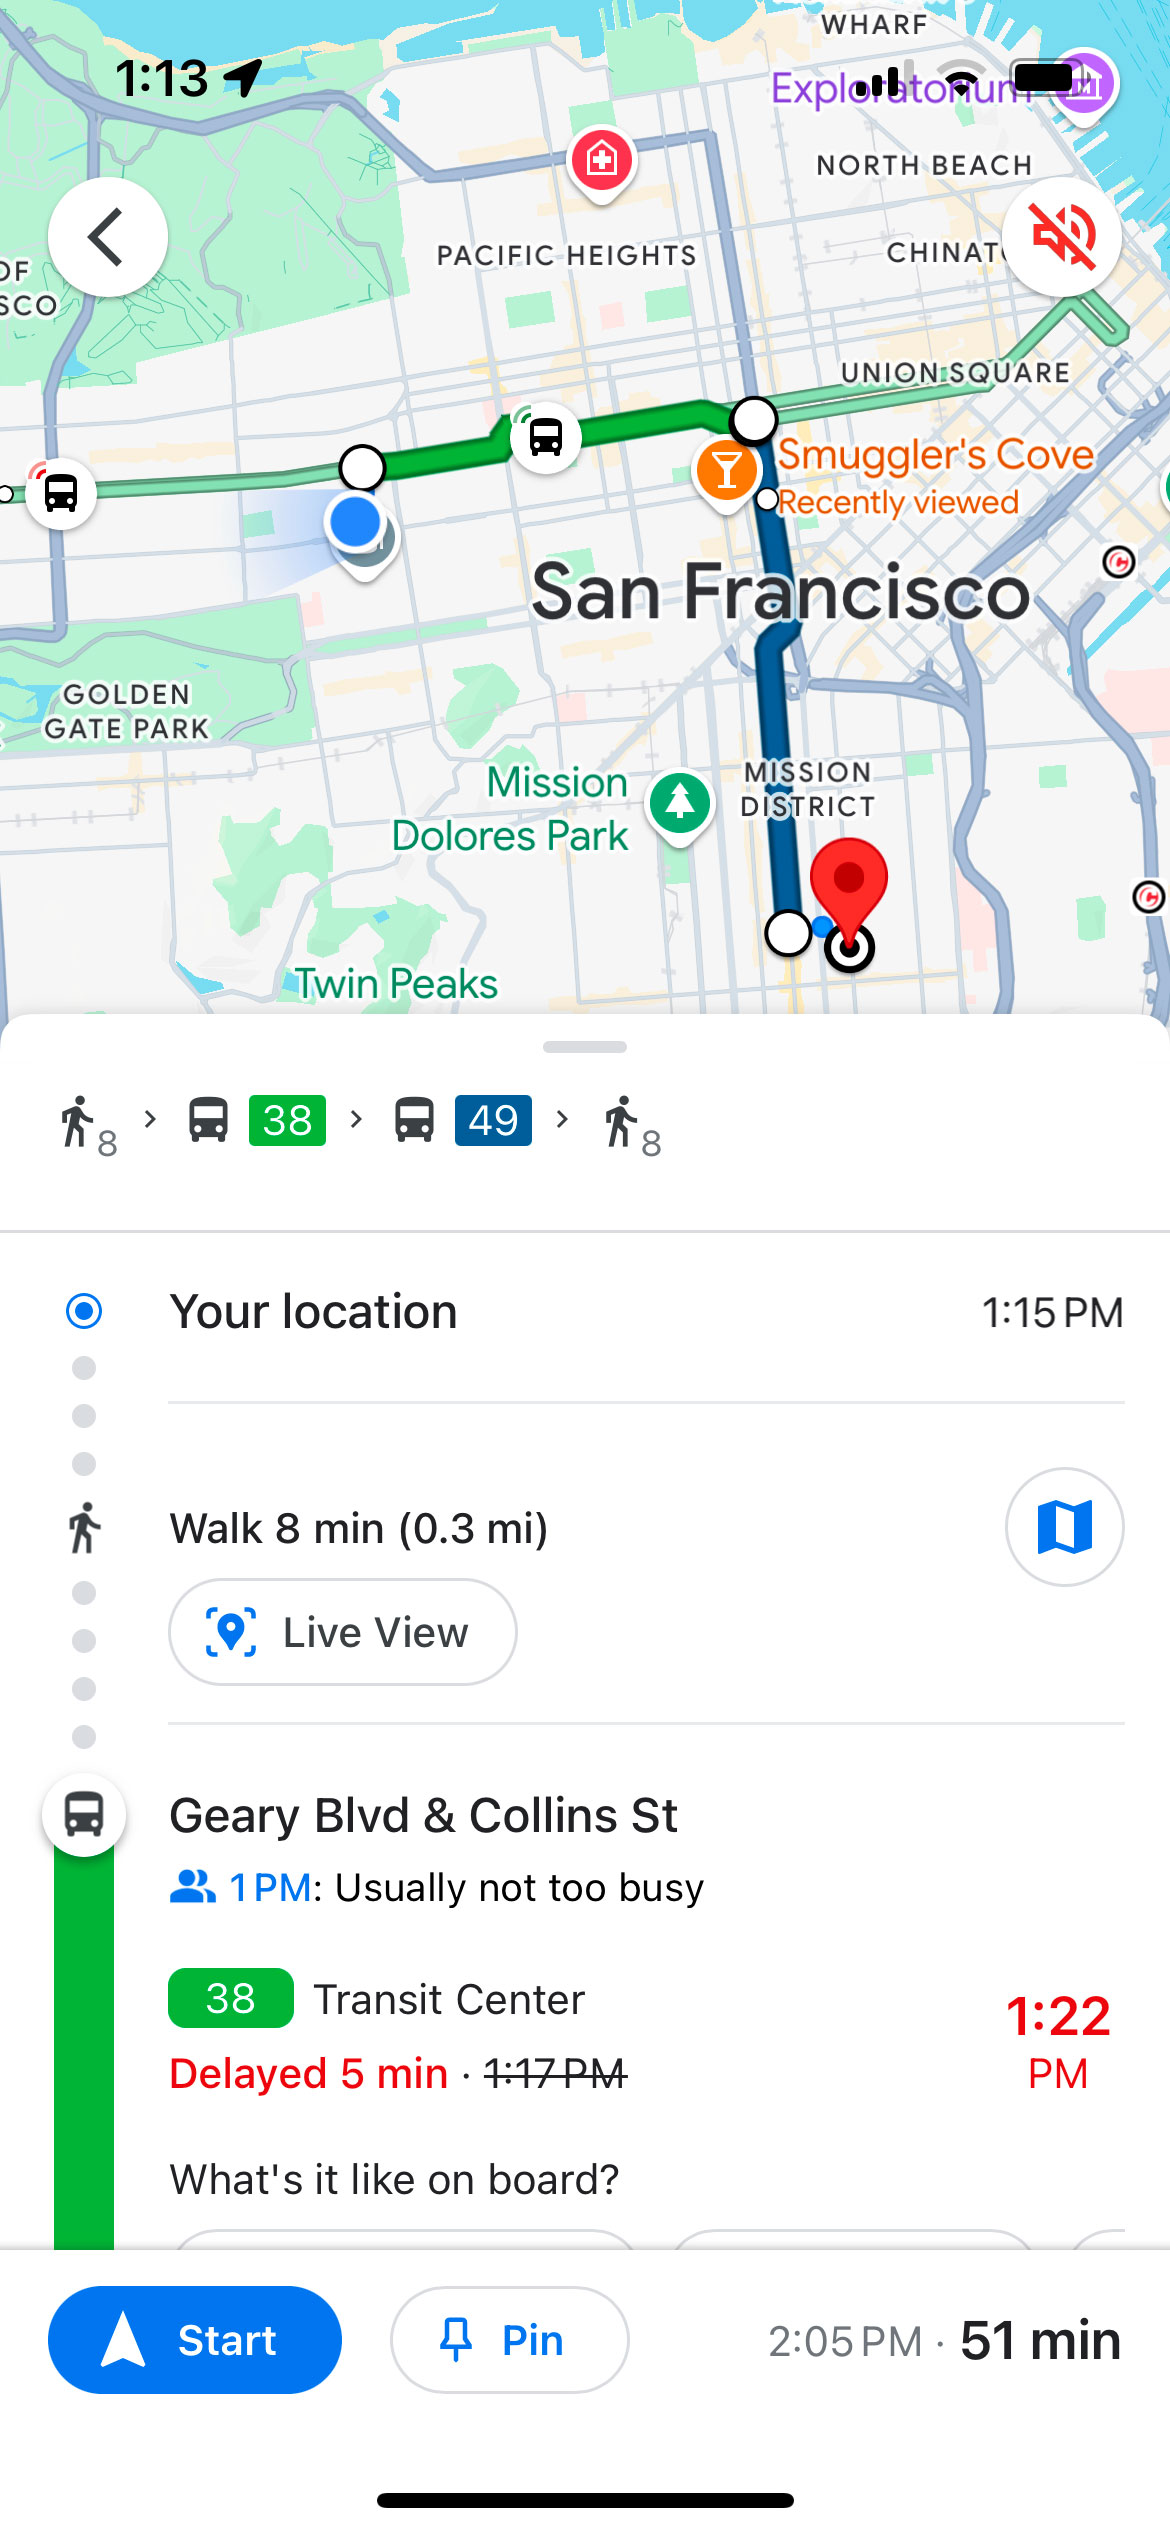 WHARF
1:13
Exploratorium
NORTH BEACH
PACIFIC HEIGHTS
OF
SCO
UNION SQUARE
Smuggler's Cove
Recently viewed
San Francisco
GOLDEN
GATE PARK
Mission
Dolores Park
MISSION
DISTRICT
Twin Peaks
8
38
49
8
Your location
1:15 PM
Walk 8 min (0.3 mi)
Live View
Geary Blvd & Collins St
1 PM: Usually not too busy
38 Transit Center
1:22
PM
Delayed 5 min · 1:17 PM
What's it like on board?
Start
Pin
2:05 PM · 51 min